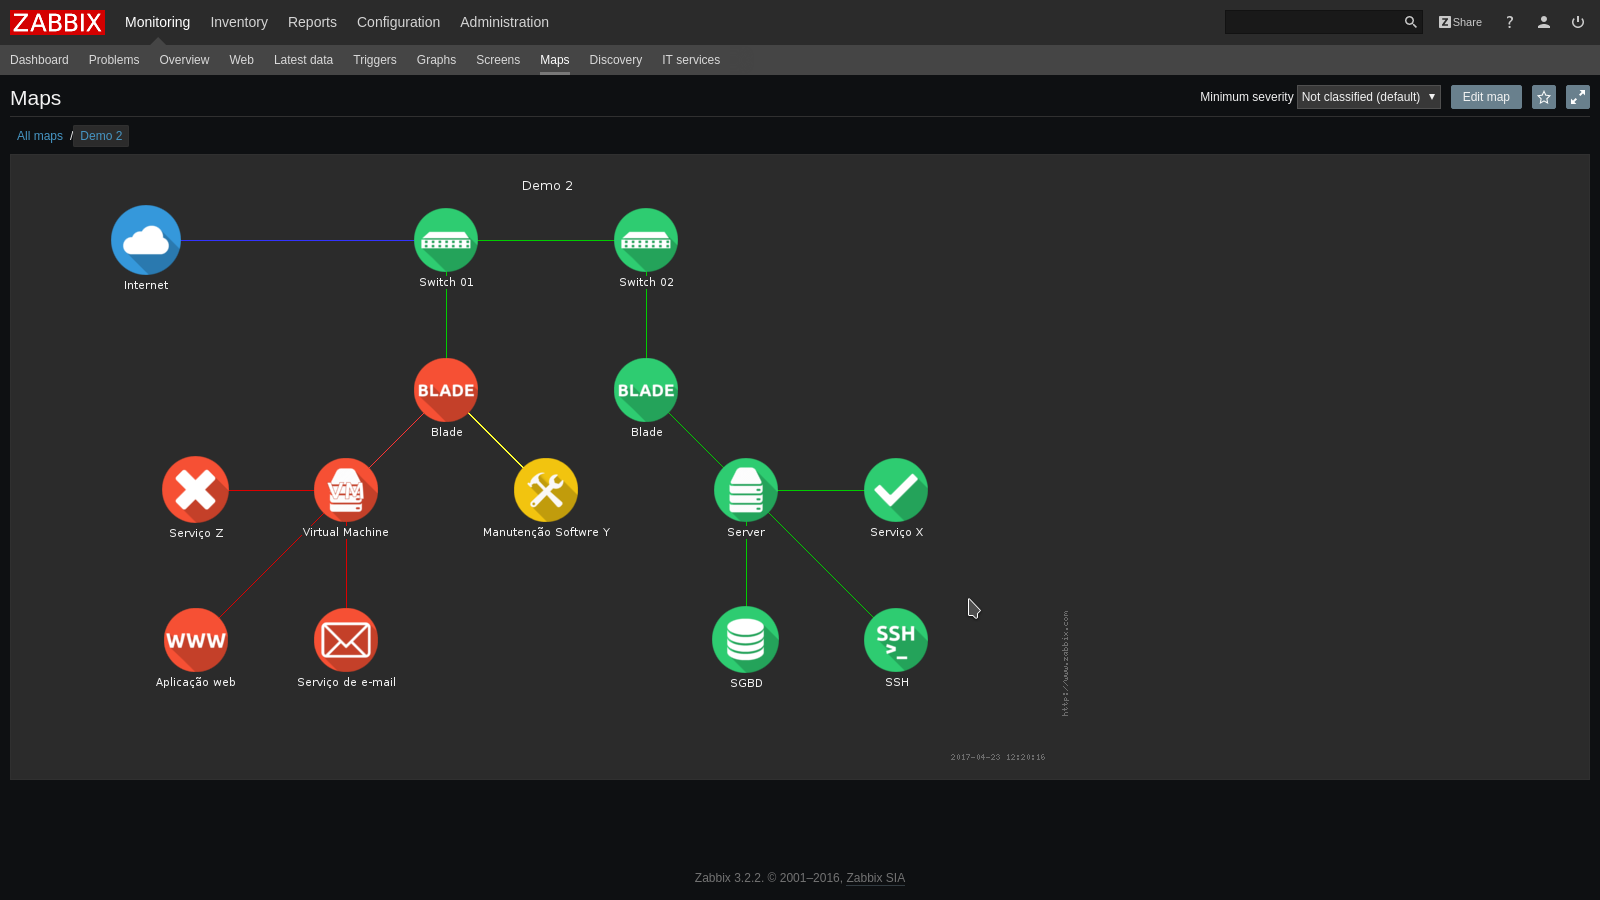 ZABBIX Monitoring Inventory Reports Configuration Administration Z Share ?
Dashboard Problems Overview Web Latest data Triggers Graphs Screens Maps Discovery IT services
Maps Minimum severity Not classified (default) Edit map
All maps / Demo 2
Demo 2
Internet Switch 01 Switch 02
BLADE BLADE
Blade Blade
VM
Serviço Z Virtual Machine Manutenção Softwre Y Server Serviço X
WWW SSH >_
Aplicação web Serviço de e-mail SGBD SSH
http://www.zabbix.com
2017-04-23 12:20:16
Zabbix 3.2.2. © 2001–2016, Zabbix SIA